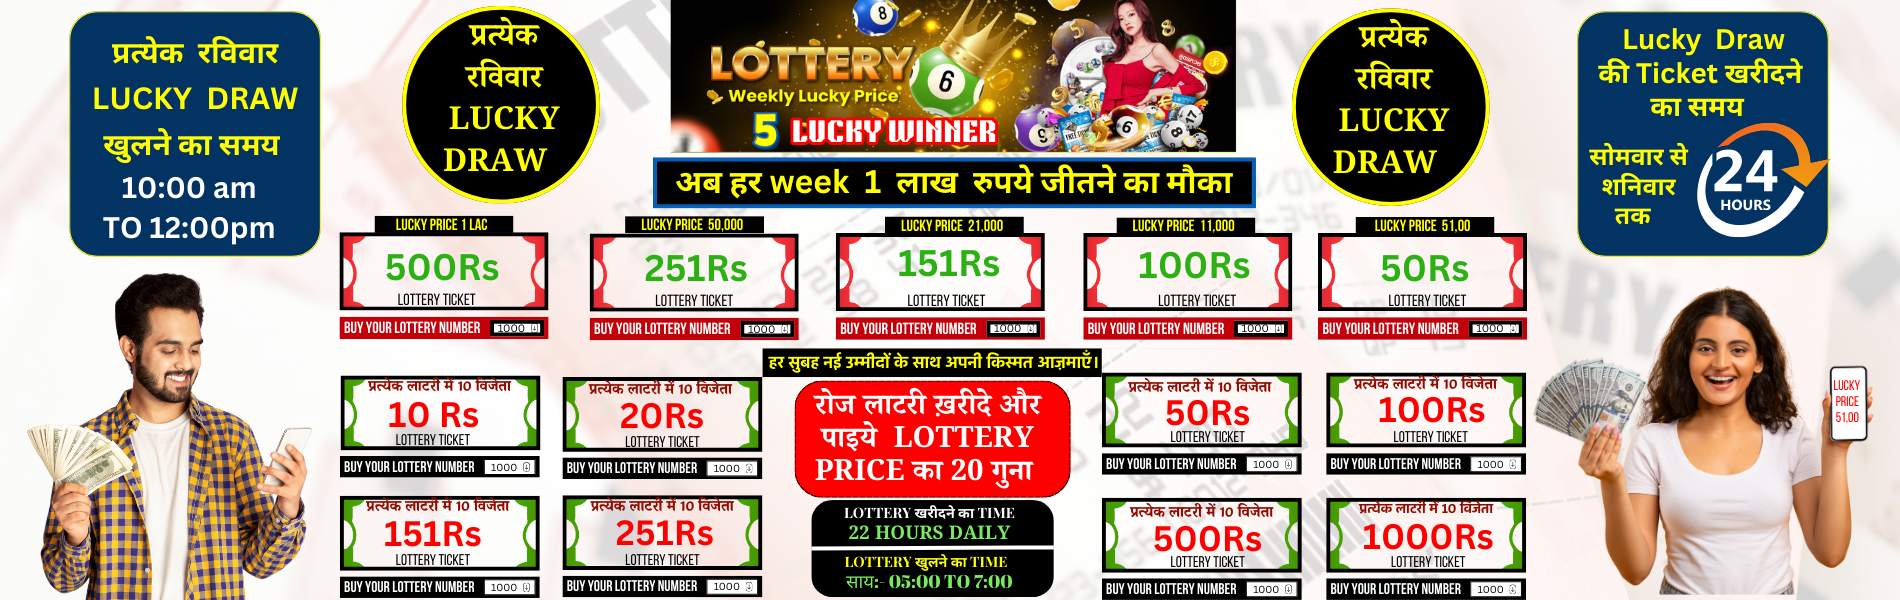 प्रत्येक रविवार
LUCKY DRAW
खुलने का समय
10:00 am
TO 12:00pm
प्रत्येक
रविवार
LUCKY
DRAW
8
LOTTERY
6
Weekly Lucky Price
5 LUCKY WINNER
अब हर week 1 लाख रुपये जीतने का मौका
प्रत्येक
रविवार
LUCKY
DRAW
Lucky Draw
की Ticket खरीदने
का समय
सोमवार से
शनिवार
तक
24
HOURS
LUCKY PRICE 1 LAC
500Rs
LOTTERY TICKET
BUY YOUR LOTTERY NUMBER 1000
LUCKY PRICE 50,000
251Rs
LOTTERY TICKET
BUY YOUR LOTTERY NUMBER 1000
LUCKY PRICE 21,000
151Rs
LOTTERY TICKET
BUY YOUR LOTTERY NUMBER 1000
LUCKY PRICE 11,000
100Rs
LOTTERY TICKET
BUY YOUR LOTTERY NUMBER 1000
LUCKY PRICE 51,00
50Rs
LOTTERY TICKET
BUY YOUR LOTTERY NUMBER 1000
हर सुबह नई उम्मीदों के साथ अपनी किस्मत आज़माएँ।
प्रत्येक लाटरी में 10 विजेता
10 Rs
LOTTERY TICKET
BUY YOUR LOTTERY NUMBER 1000
प्रत्येक लाटरी में 10 विजेता
20Rs
LOTTERY TICKET
BUY YOUR LOTTERY NUMBER 1000
रोज लाटरी ख़रीदे और
पाइये LOTTERY
PRICE का 20 गुना
प्रत्येक लाटरी में 10 विजेता
50Rs
LOTTERY TICKET
BUY YOUR LOTTERY NUMBER 1000
प्रत्येक लाटरी में 10 विजेता
100Rs
LOTTERY TICKET
BUY YOUR LOTTERY NUMBER 1000
LUCKY
PRICE
51,00
प्रत्येक लाटरी में 10 विजेता
151Rs
LOTTERY TICKET
BUY YOUR LOTTERY NUMBER 1000
प्रत्येक लाटरी में 10 विजेता
251Rs
LOTTERY TICKET
BUY YOUR LOTTERY NUMBER 1000
LOTTERY खरीदने का TIME
22 HOURS DAILY
LOTTERY खुलने का TIME
साय:- 05:00 TO 7:00
प्रत्येक लाटरी में 10 विजेता
500Rs
LOTTERY TICKET
BUY YOUR LOTTERY NUMBER 1000
प्रत्येक लाटरी में 10 विजेता
1000Rs
LOTTERY TICKET
BUY YOUR LOTTERY NUMBER 1000